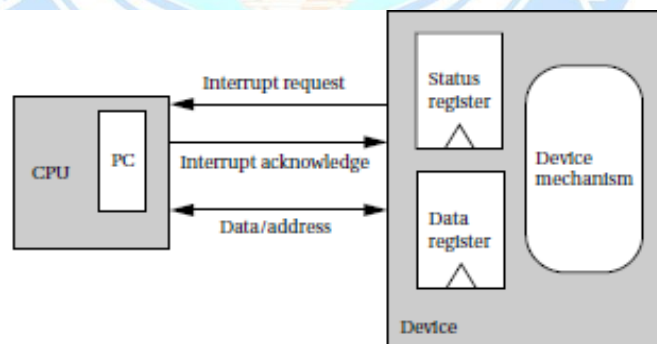 Interrupt request
Status
register
CPU
PC
Interrupt acknowledge
Device
mechanism
Data/address
Data
register
Device